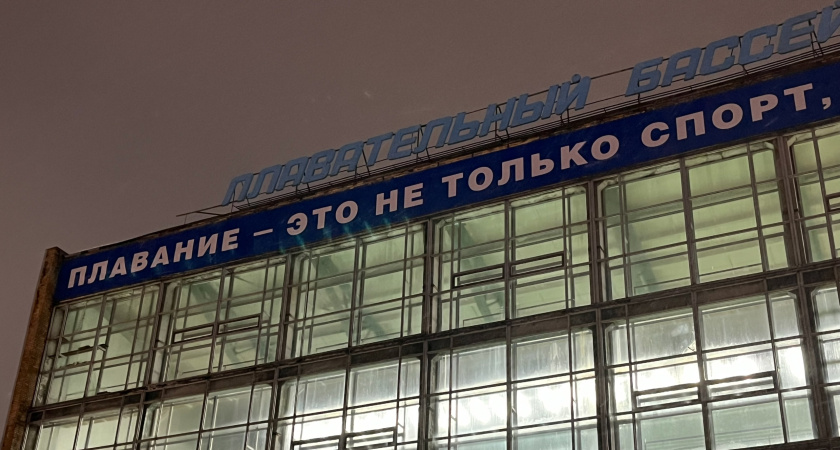 ПЛАВАТЕЛЬНЫЙ БАССЕЙ
ПЛАВАНИЕ – ЭТО НЕ ТОЛЬКО СПОРТ,